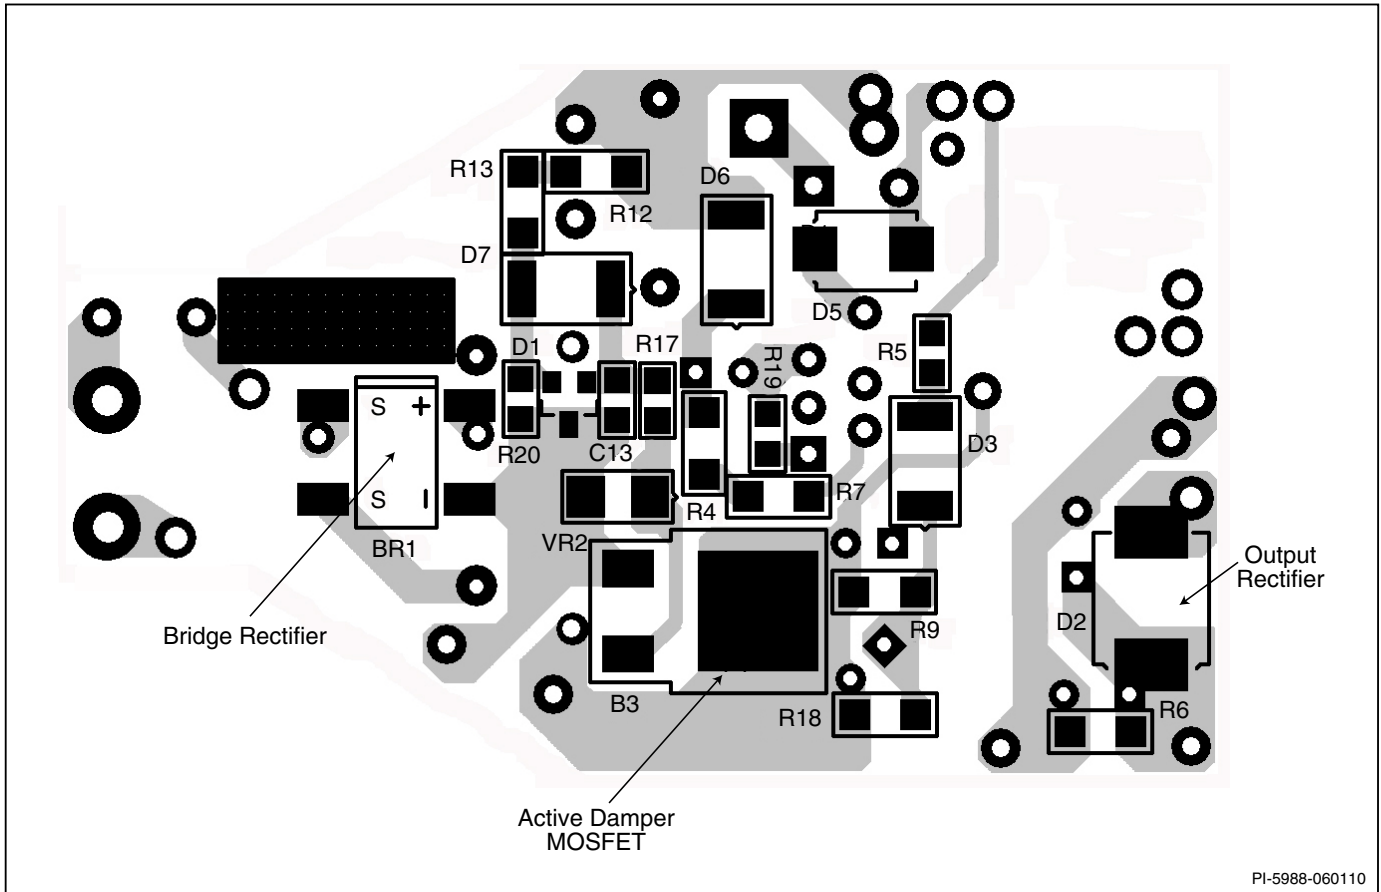 R13
D6
R12
D7
D5
D1
R17
R19
R5
S +
D3
R20
C13
S –
R7
R4
BR1
VR2
Output
Rectifier
D2
R9
Bridge Rectifier
B3
R18
R6
Active Damper
MOSFET
PI-5988-060110